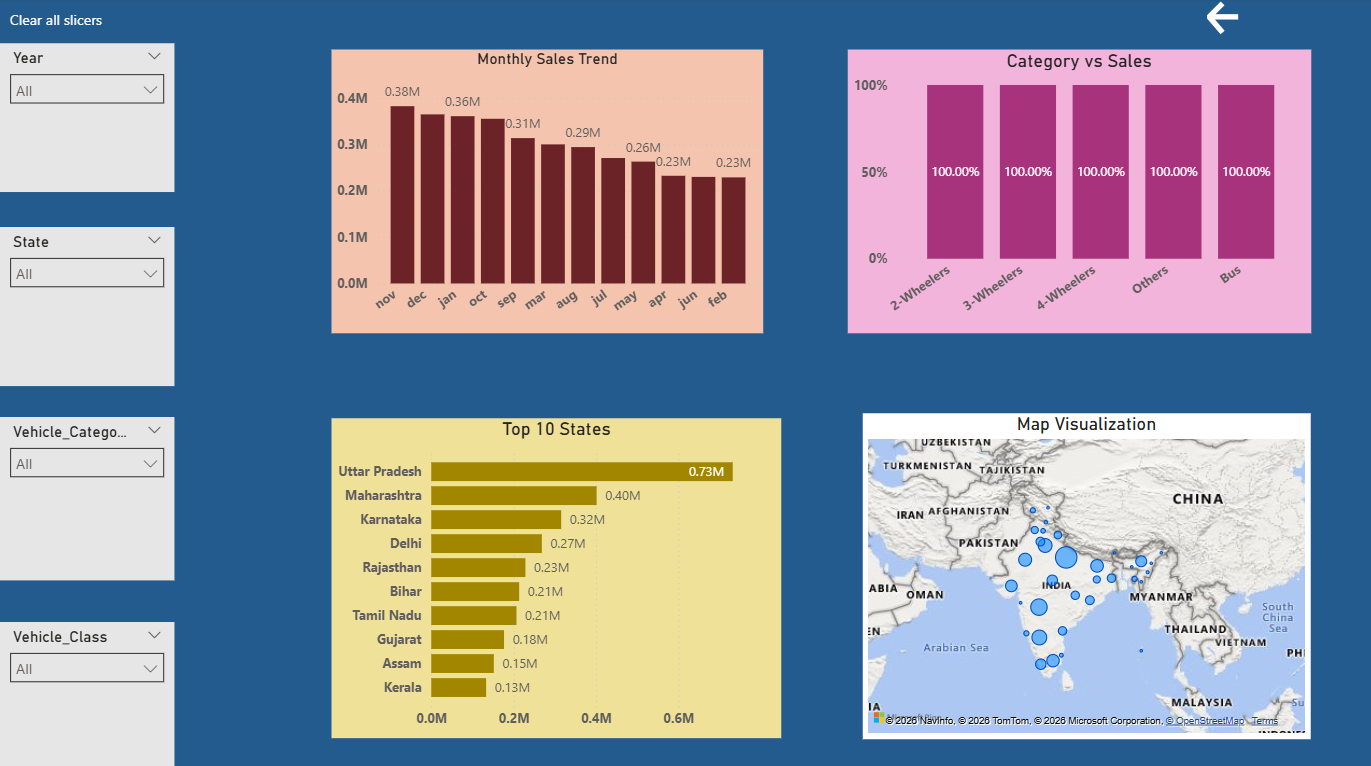 Clear all slicers
Year
All
State
All
Vehicle_Catego...
All
Vehicle_Class
All
Monthly Sales Trend
0.4M
0.3M
0.2M
0.1M
0.0M
0.38M
0.36M
0.31M
0.29M
0.26M
0.23M
0.23M
nov
dec
jan
oct
sep
mar
aug
jul
may
apr
jun
feb
Category vs Sales
100%
50%
0%
100.00%
100.00%
100.00%
100.00%
100.00%
2-Wheelers
3-Wheelers
4-Wheelers
Others
Bus
Top 10 States
Uttar Pradesh 0.73M
Maharashtra 0.40M
Karnataka 0.32M
Delhi 0.27M
Rajasthan 0.23M
Bihar 0.21M
Tamil Nadu 0.21M
Gujarat 0.18M
Assam 0.15M
Kerala 0.13M
0.0M 0.2M 0.4M 0.6M
Map Visualization
UZBEKISTAN
TURKMENISTAN
TAJIKISTAN
CHINA
IRAN
AFGHANISTAN
PAKISTAN
ABIA
OMAN
INDIA
MYANMAR
South
China
Sea
EN
THAILAND
VIETNAM
Arabian Sea
PHI
MALAYSIA
IA
Su
© 2026 NavInfo, © 2026 TomTom, © 2026 Microsoft Corporation, © OpenStreetMap Terms